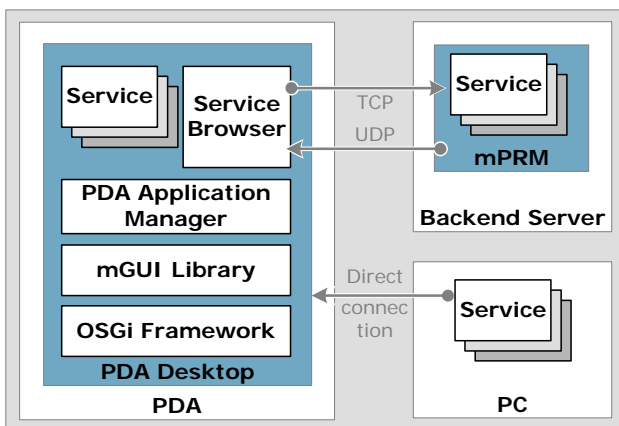 Service
Service
Browser
PDA Application
Manager
mGUI Library
OSGi Framework
PDA Desktop
PDA
TCP
UDP
Direct
connec
tion
Service
mPRM
Backend Server
Service
PC